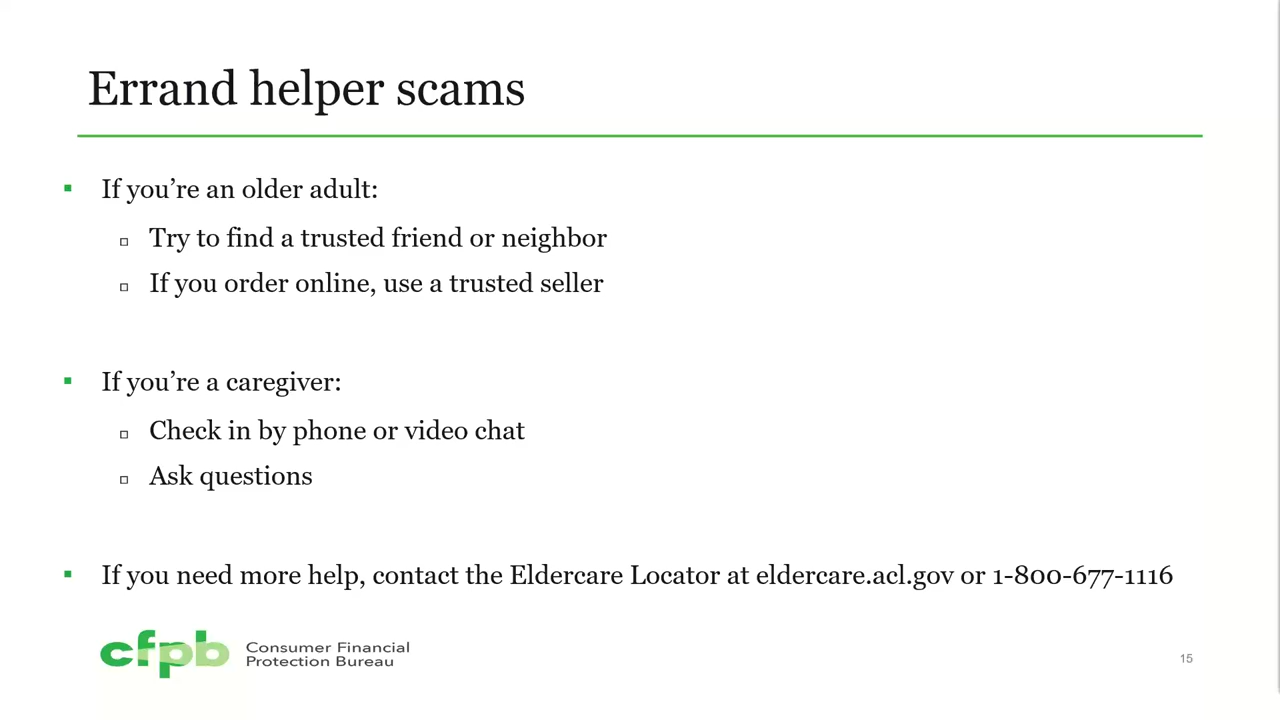 Errand helper scams
If you’re an older adult:
Try to find a trusted friend or neighbor
If you order online, use a trusted seller
If you’re a caregiver:
Check in by phone or video chat
Ask questions
If you need more help, contact the Eldercare Locator at eldercare.acl.gov or 1-800-677-1116
cfpb
Consumer Financial
Protection Bureau
15